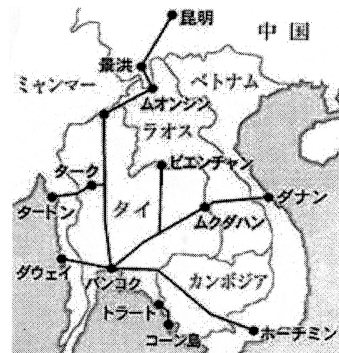 昆明
中国
景洪
ミャンマー
ベトナム
ムオンシン
ラオス
ターク
ビエンチャン
タートン
タイ
ムクダハン
ダナン
ダウェイ
バンコク
カンボジア
トラート
コーン島
ホーチミン